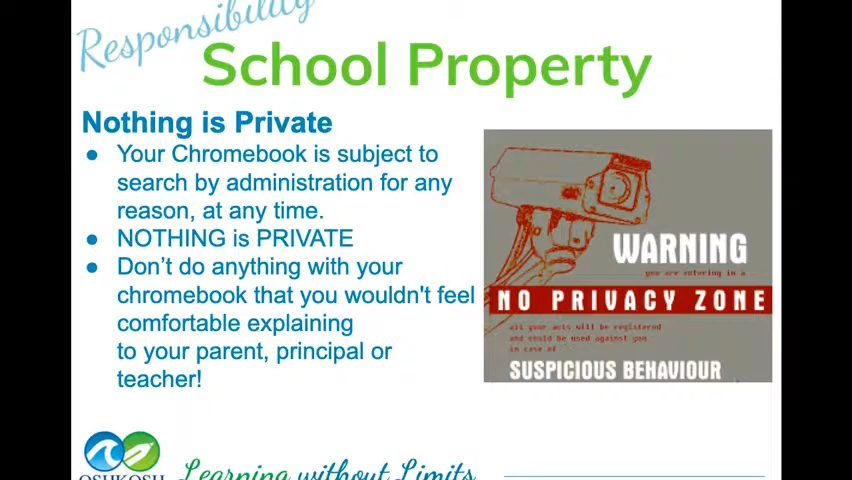 Responsibility
School Property
Nothing is Private
● Your Chromebook is subject to
search by administration for any
reason, at any time.
● NOTHING is PRIVATE
● Don’t do anything with your
chromebook that you wouldn't feel
comfortable explaining
to your parent, principal or
teacher!
WARNING
you are entering in a
NO PRIVACY ZONE
all your acts will be registered
and could be used against you
in case of
SUSPICIOUS BEHAVIOUR
OSHKOSH
Learning without Limits